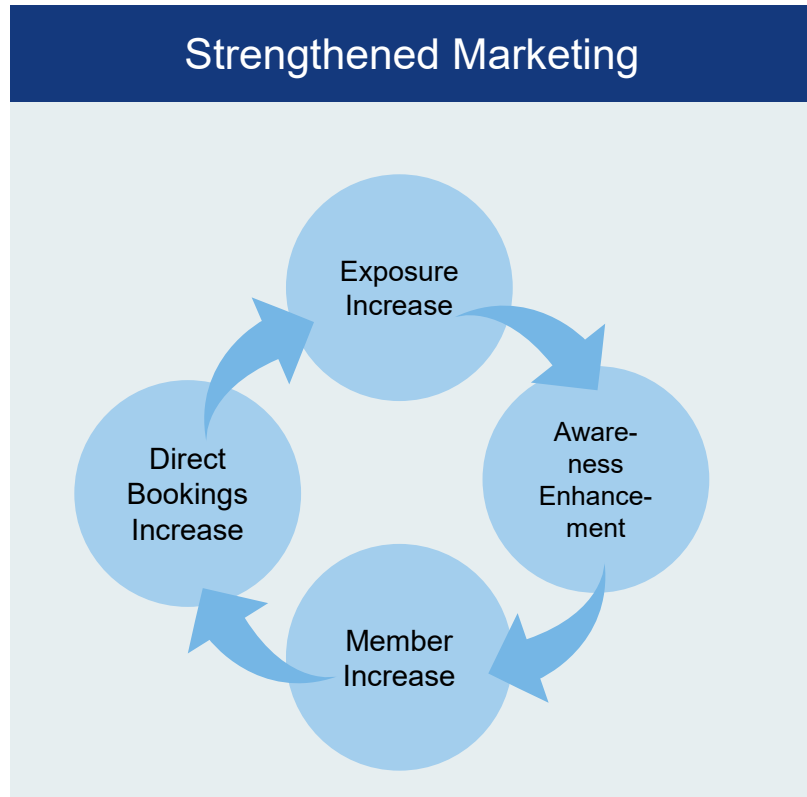 Strengthened Marketing
Exposure
Increase
Aware-
ness
Enhance-
ment
Member
Increase
Direct
Bookings
Increase